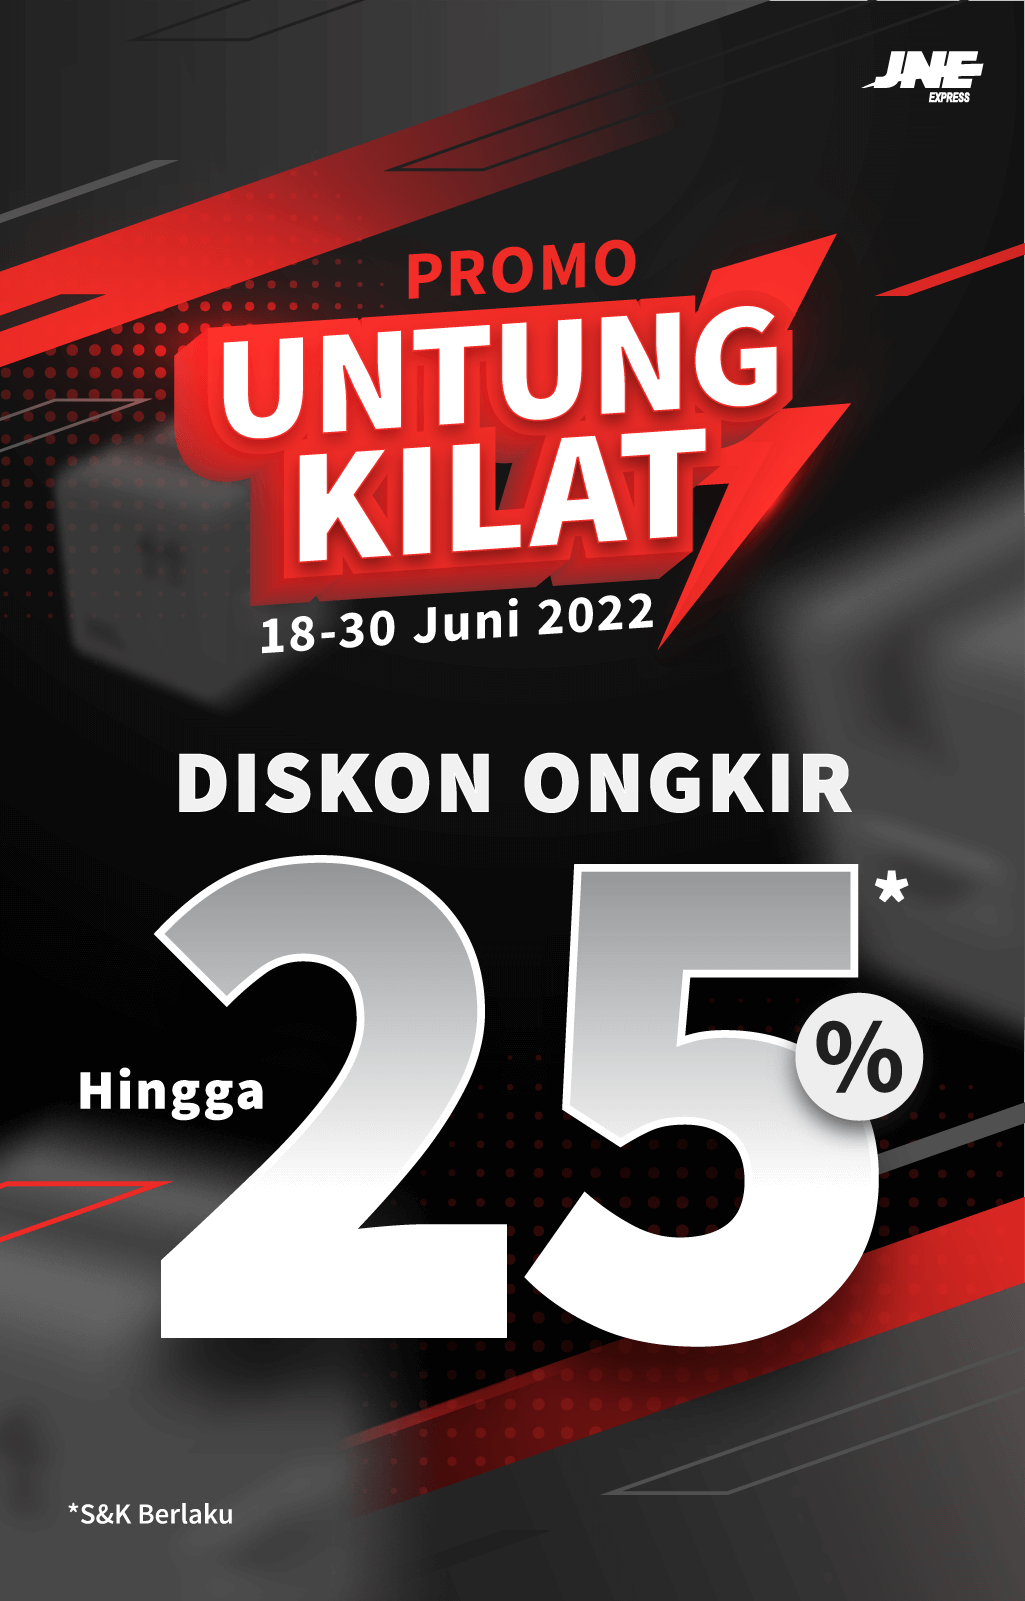 JNE
EXPRESS
PROMO
UNTUNG
KILAT
18-30 Juni 2022
DISKON ONGKIR
Hingga
25%*
*S&K Berlaku